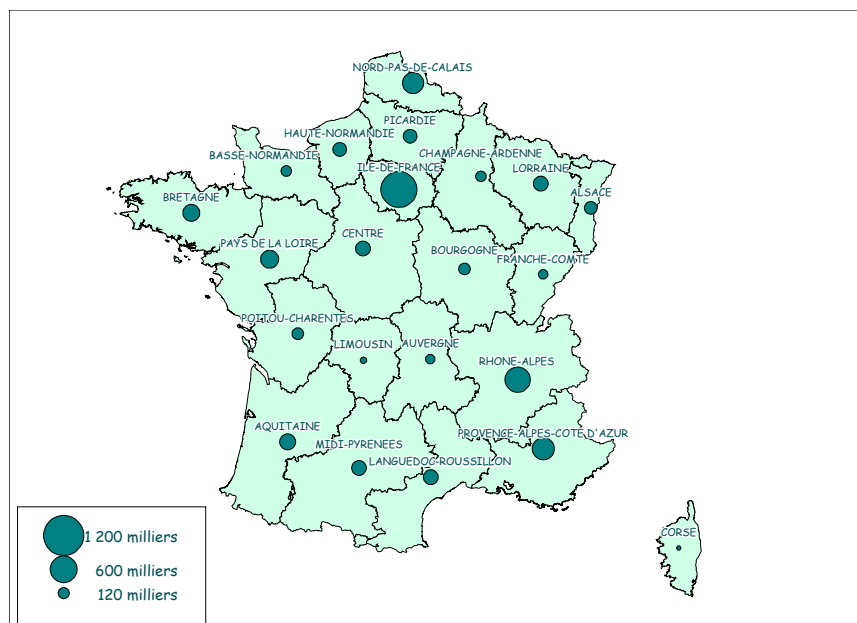 NORD-PAS-DE-CALAIS
PICARDIE
HAUTE-NORMANDIE
BASSE-NORMANDIE
CHAMPAGNE-ARDENNE
ILE-DE-FRANCE
LORRAINE
ALSACE
BRETAGNE
PAYS DE LA LOIRE
CENTRE
BOURGOGNE
FRANCHE-COMTE
POITOU-CHARENTES
LIMOUSIN
AUVERGNE
RHONE-ALPES
AQUITAINE
MIDI-PYRENEES
LANGUEDOC-ROUSSILLON
PROVENCE-ALPES-COTE D'AZUR
CORSE
1 200 milliers
600 milliers
120 milliers